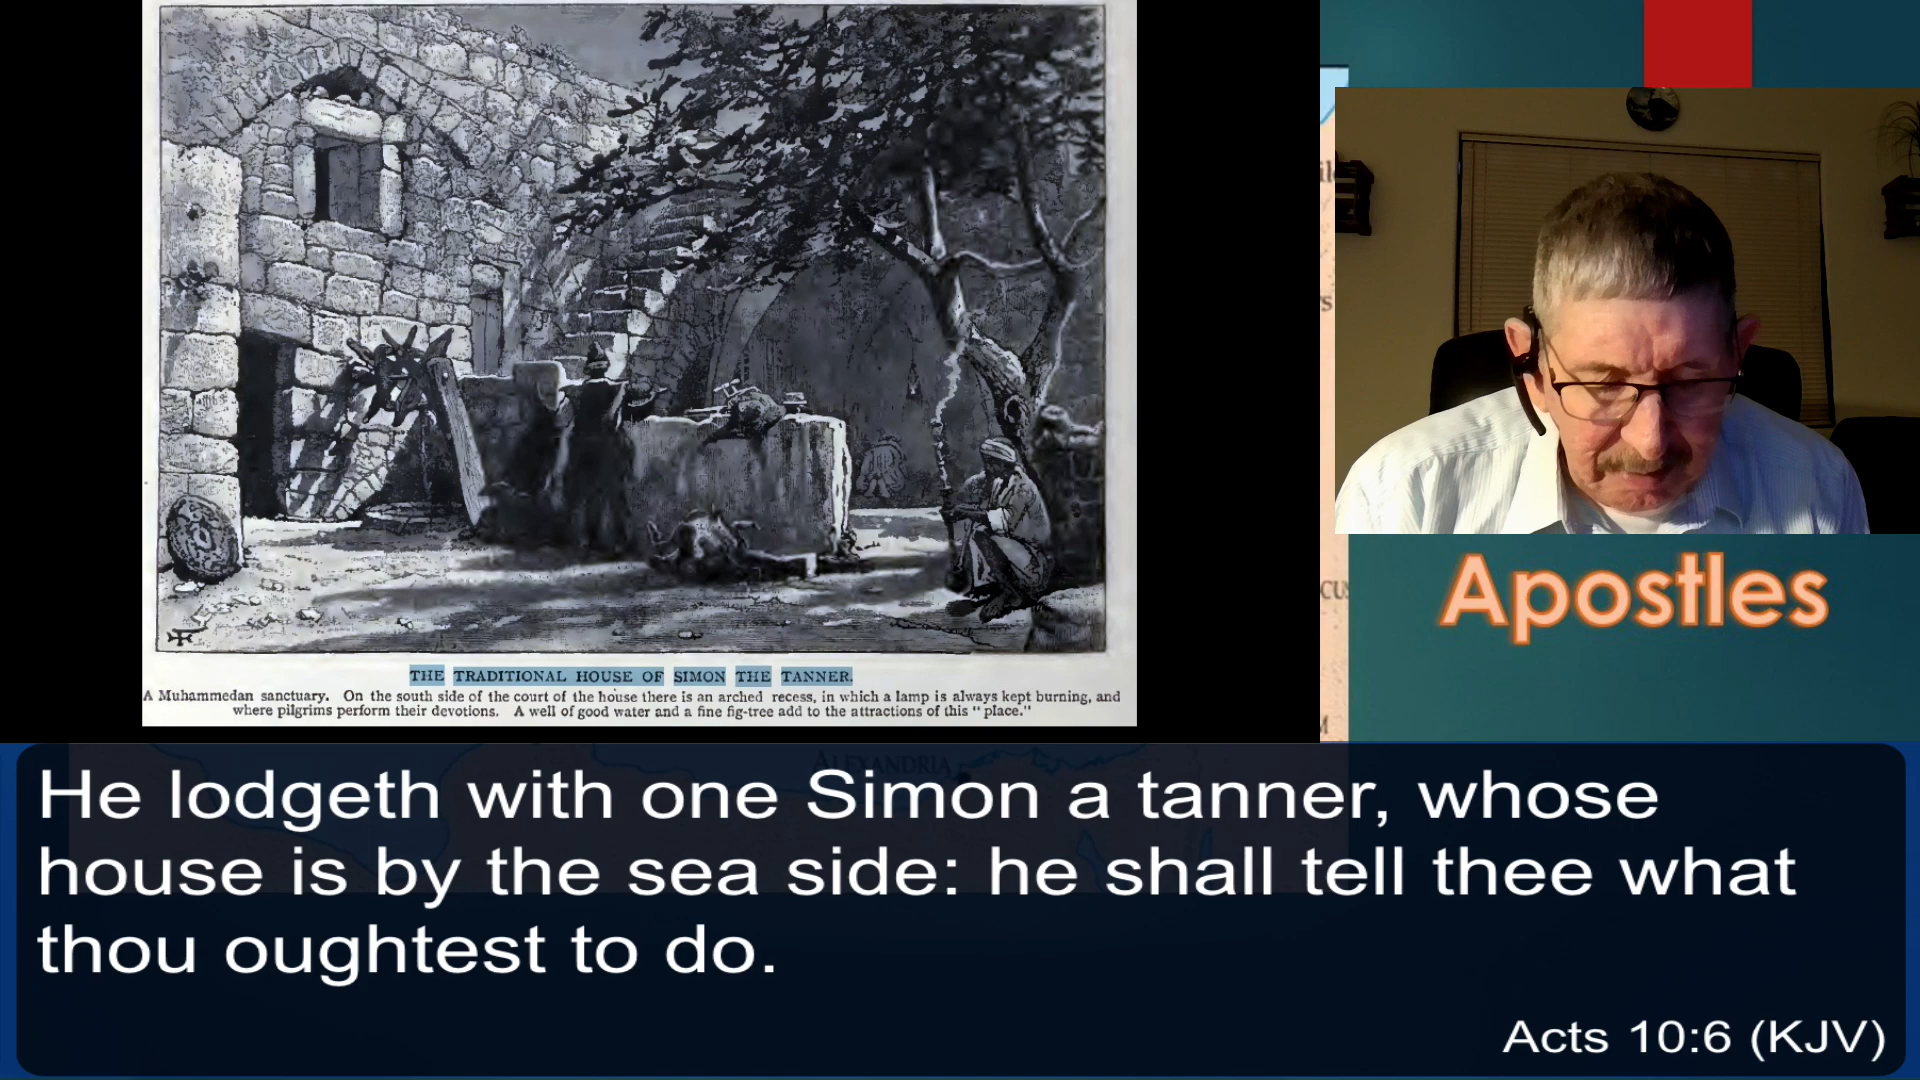 THE TRADITIONAL HOUSE OF SIMON THE TANNER.
A Muhammedan sanctuary. On the south side of the court of the house there is an arched recess, in which a lamp is always kept burning, and
where pilgrims perform their devotions. A well of good water and a fine fig-tree add to the attractions of this "place."
Apostles
ALEXANDRIA
He lodgeth with one Simon a tanner, whose
house is by the sea side: he shall tell thee what
thou oughtest to do.
Acts 10:6 (KJV)